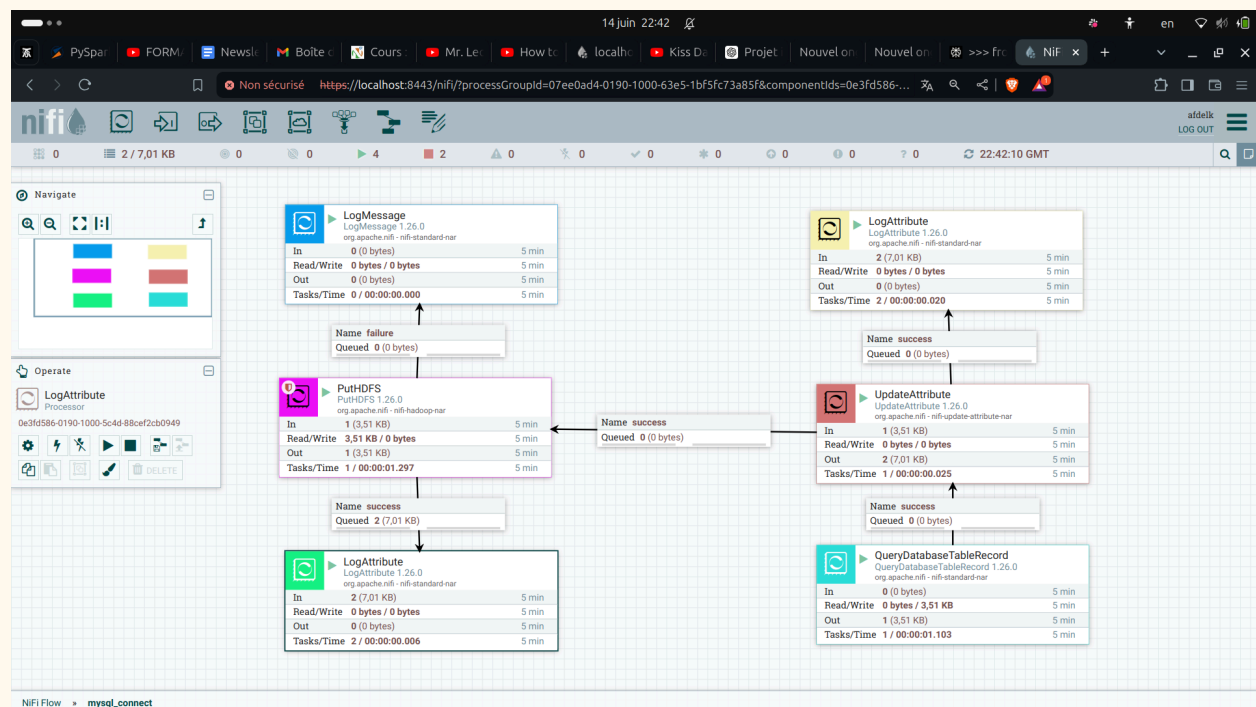 14 juin 22:42
en
PySpar
FORMA
Newsle
Boîte d
Cours :
Mr. Lec
How to
localho
Kiss Da
Projet
Nouvel on
Nouvel on
>>> fro
NiF
Non sécurisé
https://localhost:8443/nifi/?processGroupId=07ee0ad4-0190-1000-63e5-1bf5fc73a85f&componentIds=0e3fd586-...
1
nifi
afdelk
LOG OUT
0
2 / 7,01 KB
0
0
4
2
0
0
0
0
0
0
? 0
22:42:10 GMT
Navigate
Operate
LogAttribute
Processor
0e3fd586-0190-1000-5c4d-88cef2cb0949
DELETE
LogMessage
LogMessage 1.26.0
org.apache.nifi - nifi-standard-nar
In 0 (0 bytes) 5 min
Read/Write 0 bytes / 0 bytes 5 min
Out 0 (0 bytes) 5 min
Tasks/Time 0 / 00:00:00.000 5 min
Name failure
Queued 0 (0 bytes)
PutHDFS
PutHDFS 1.26.0
org.apache.nifi - nifi-hadoop-nar
In 1 (3,51 KB) 5 min
Read/Write 3,51 KB / 0 bytes 5 min
Out 1 (3,51 KB) 5 min
Tasks/Time 1 / 00:00:01.297 5 min
Name success
Queued 2 (7,01 KB)
LogAttribute
LogAttribute 1.26.0
org.apache.nifi - nifi-standard-nar
In 2 (7,01 KB) 5 min
Read/Write 0 bytes / 0 bytes 5 min
Out 0 (0 bytes) 5 min
Tasks/Time 2 / 00:00:00.006 5 min
Name success
Queued 0 (0 bytes)
LogAttribute
LogAttribute 1.26.0
org.apache.nifi - nifi-standard-nar
In 2 (7,01 KB) 5 min
Read/Write 0 bytes / 0 bytes 5 min
Out 0 (0 bytes) 5 min
Tasks/Time 2 / 00:00:00.020 5 min
Name success
Queued 0 (0 bytes)
UpdateAttribute
UpdateAttribute 1.26.0
org.apache.nifi - nifi-update-attribute-nar
In 1 (3,51 KB) 5 min
Read/Write 0 bytes / 0 bytes 5 min
Out 2 (7,01 KB) 5 min
Tasks/Time 1 / 00:00:00.025 5 min
Name success
Queued 0 (0 bytes)
QueryDatabaseTableRecord
QueryDatabaseTableRecord 1.26.0
org.apache.nifi - nifi-standard-nar
In 0 (0 bytes) 5 min
Read/Write 0 bytes / 3,51 KB 5 min
Out 1 (3,51 KB) 5 min
Tasks/Time 1 / 00:00:01.103 5 min
NiFi Flow » mysql_connect